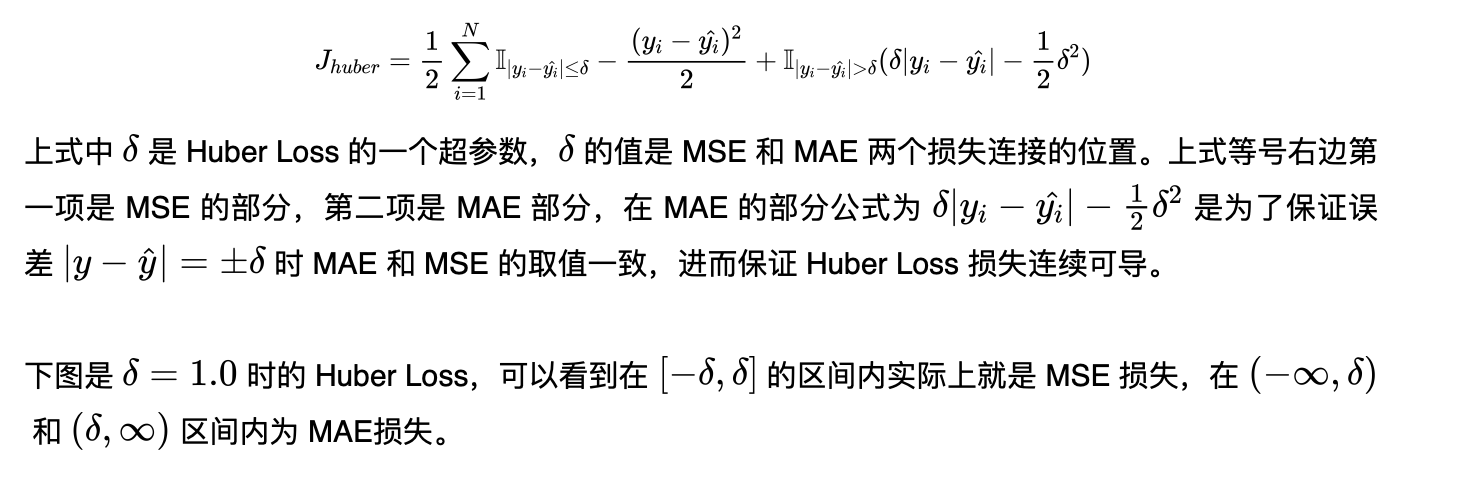 $J_{huber} = \frac{1}{2} \sum_{i=1}^{N} \mathbb{I}_{|y_i - \hat{y_i}| \leq \delta} - \frac{(y_i - \hat{y_i})^2}{2} + \mathbb{I}_{|y_i - \hat{y_i}| > \delta} (\delta |y_i - \hat{y_i}| - \frac{1}{2} \delta^2)$
上式中 $\delta$ 是 Huber Loss 的一个超参数，$\delta$ 的值是 MSE 和 MAE 两个损失连接的位置。上式等号右边第
一项是 MSE 的部分，第二项是 MAE 部分，在 MAE 的部分公式为 $\delta |y_i - \hat{y_i}| - \frac{1}{2} \delta^2$ 是为了保证误
差 $|y - \hat{y}| = \pm \delta$ 时 MAE 和 MSE 的取值一致，进而保证 Huber Loss 损失连续可导。
下图是 $\delta = 1.0$ 时的 Huber Loss，可以看到在 $[-\delta, \delta]$ 的区间内实际上就是 MSE 损失，在 $(-\infty, \delta)$
和 $(\delta, \infty)$ 区间内为 MAE损失。